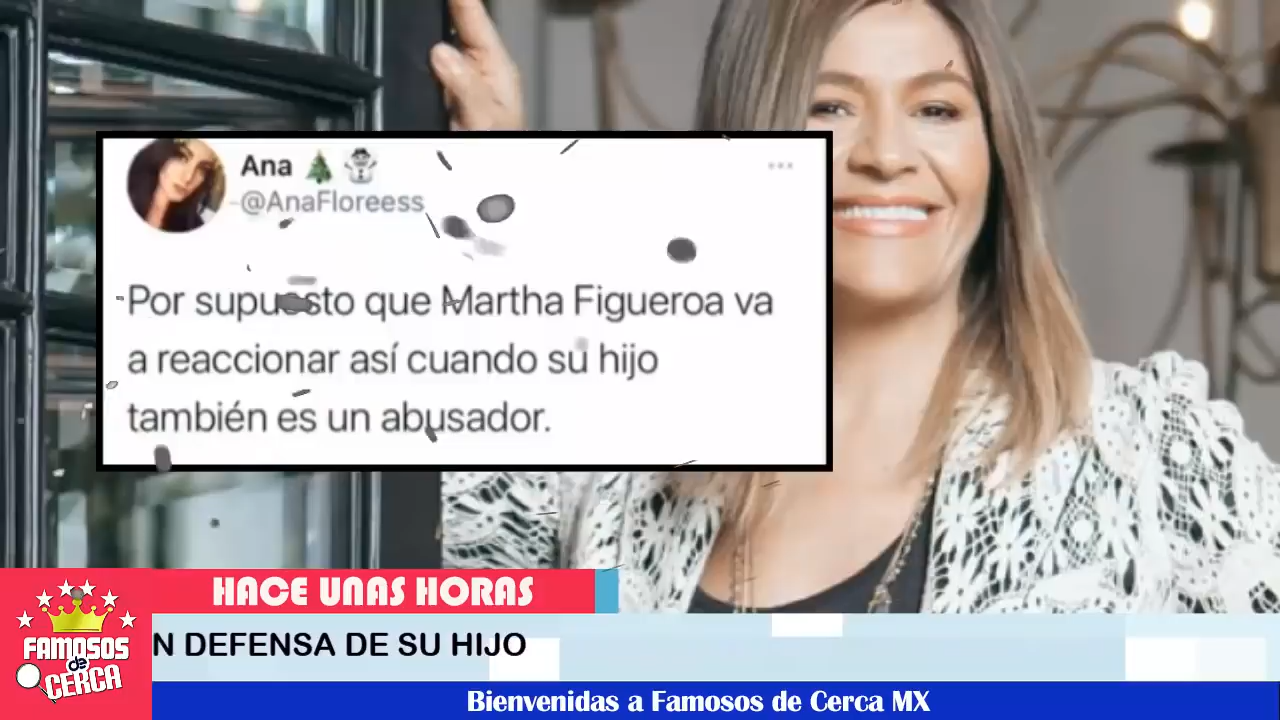 Ana
@AnaFloreess
Por supuesto que Martha Figueroa va
a reaccionar así cuando su hijo
también es un abusador.
HACE UNAS HORAS
N DEFENSA DE SU HIJO
FAMOSOS
de
CERCA
Bienvenidas a Famosos de Cerca MX